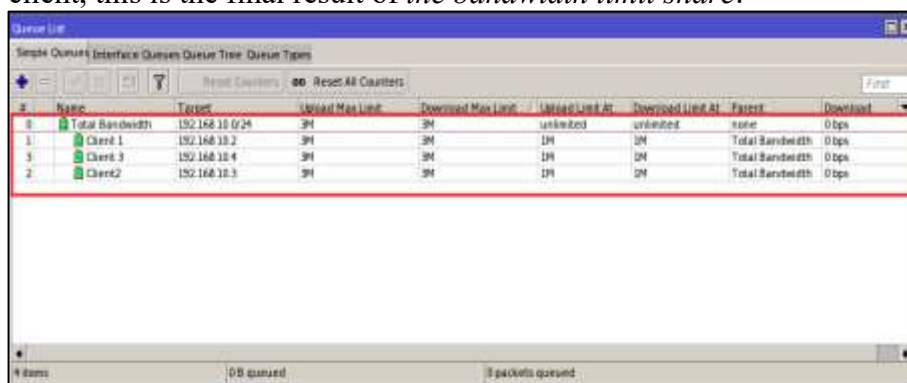 client, this is the final result of the bandwidth limit share.
Queue List
Simple Queues Interface Queues Queue Tree Queue Types
Reset Counters 00 Reset All Counters Find
# Name Target Upload Max Limit Download Max Limit Upload Limit At Download Limit At Parent Download
0 Total Bandwidth 192.168.10.0/24 3M 3M unlimited unlimited none 0 bps
1 Client 1 192.168.10.2 3M 3M 1M 1M Total Bandwidth 0 bps
3 Client 3 192.168.10.4 3M 3M 1M 1M Total Bandwidth 0 bps
2 Client2 192.168.10.3 3M 3M 1M 1M Total Bandwidth 0 bps
4 items 0 B queued 0 packets queued